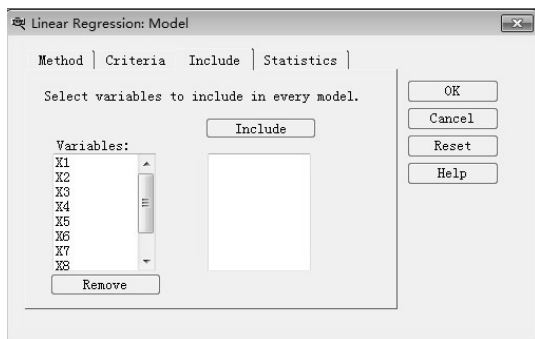 Linear Regression: Model
Method Criteria Include Statistics
Select variables to include in every model.
Include
Variables:
X1
X2
X3
X4
X5
X6
X7
X8
Remove
OK
Cancel
Reset
Help